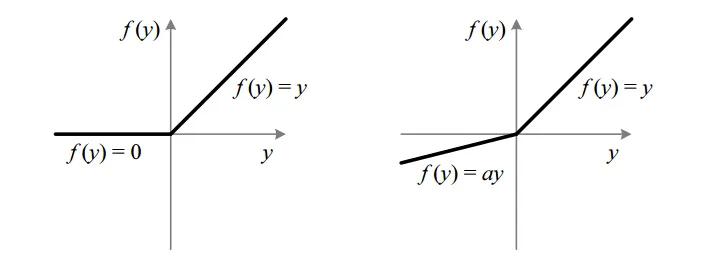 f(y)
f(y) = y
f(y) = 0
y
f(y)
f(y) = y
f(y) = ay
y